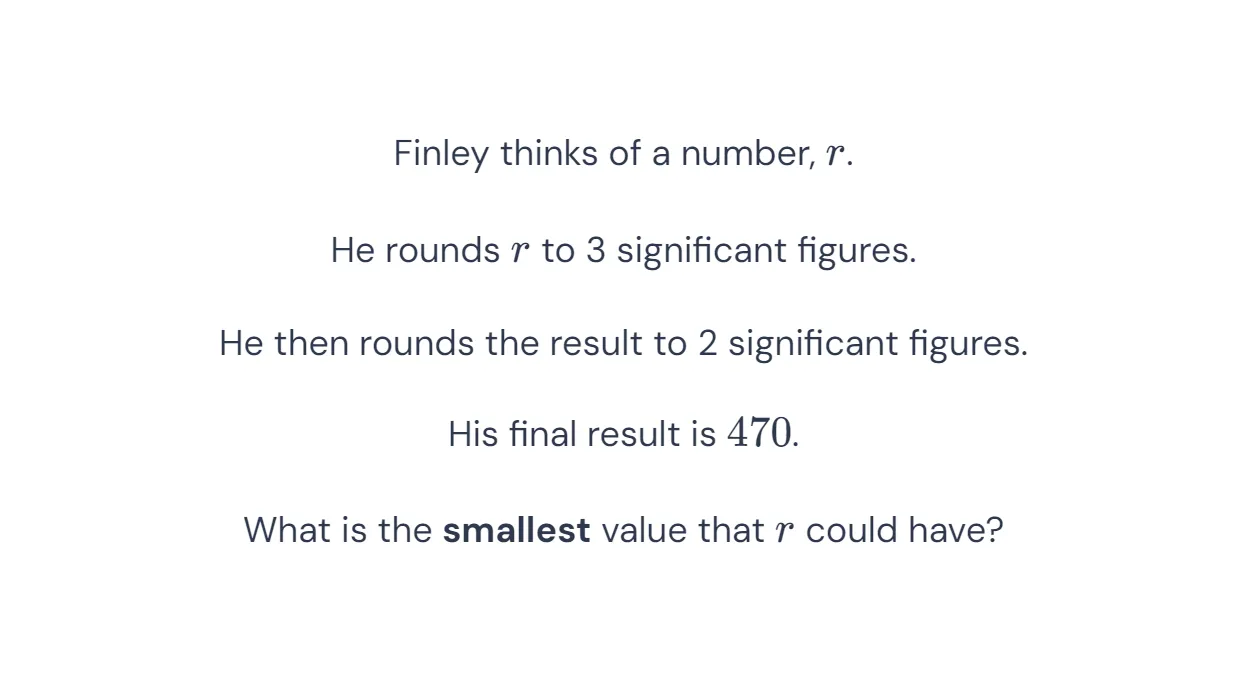 Finley thinks of a number, r.
He rounds r to 3 significant figures.
He then rounds the result to 2 significant figures.
His final result is 470.
What is the smallest value that r could have?